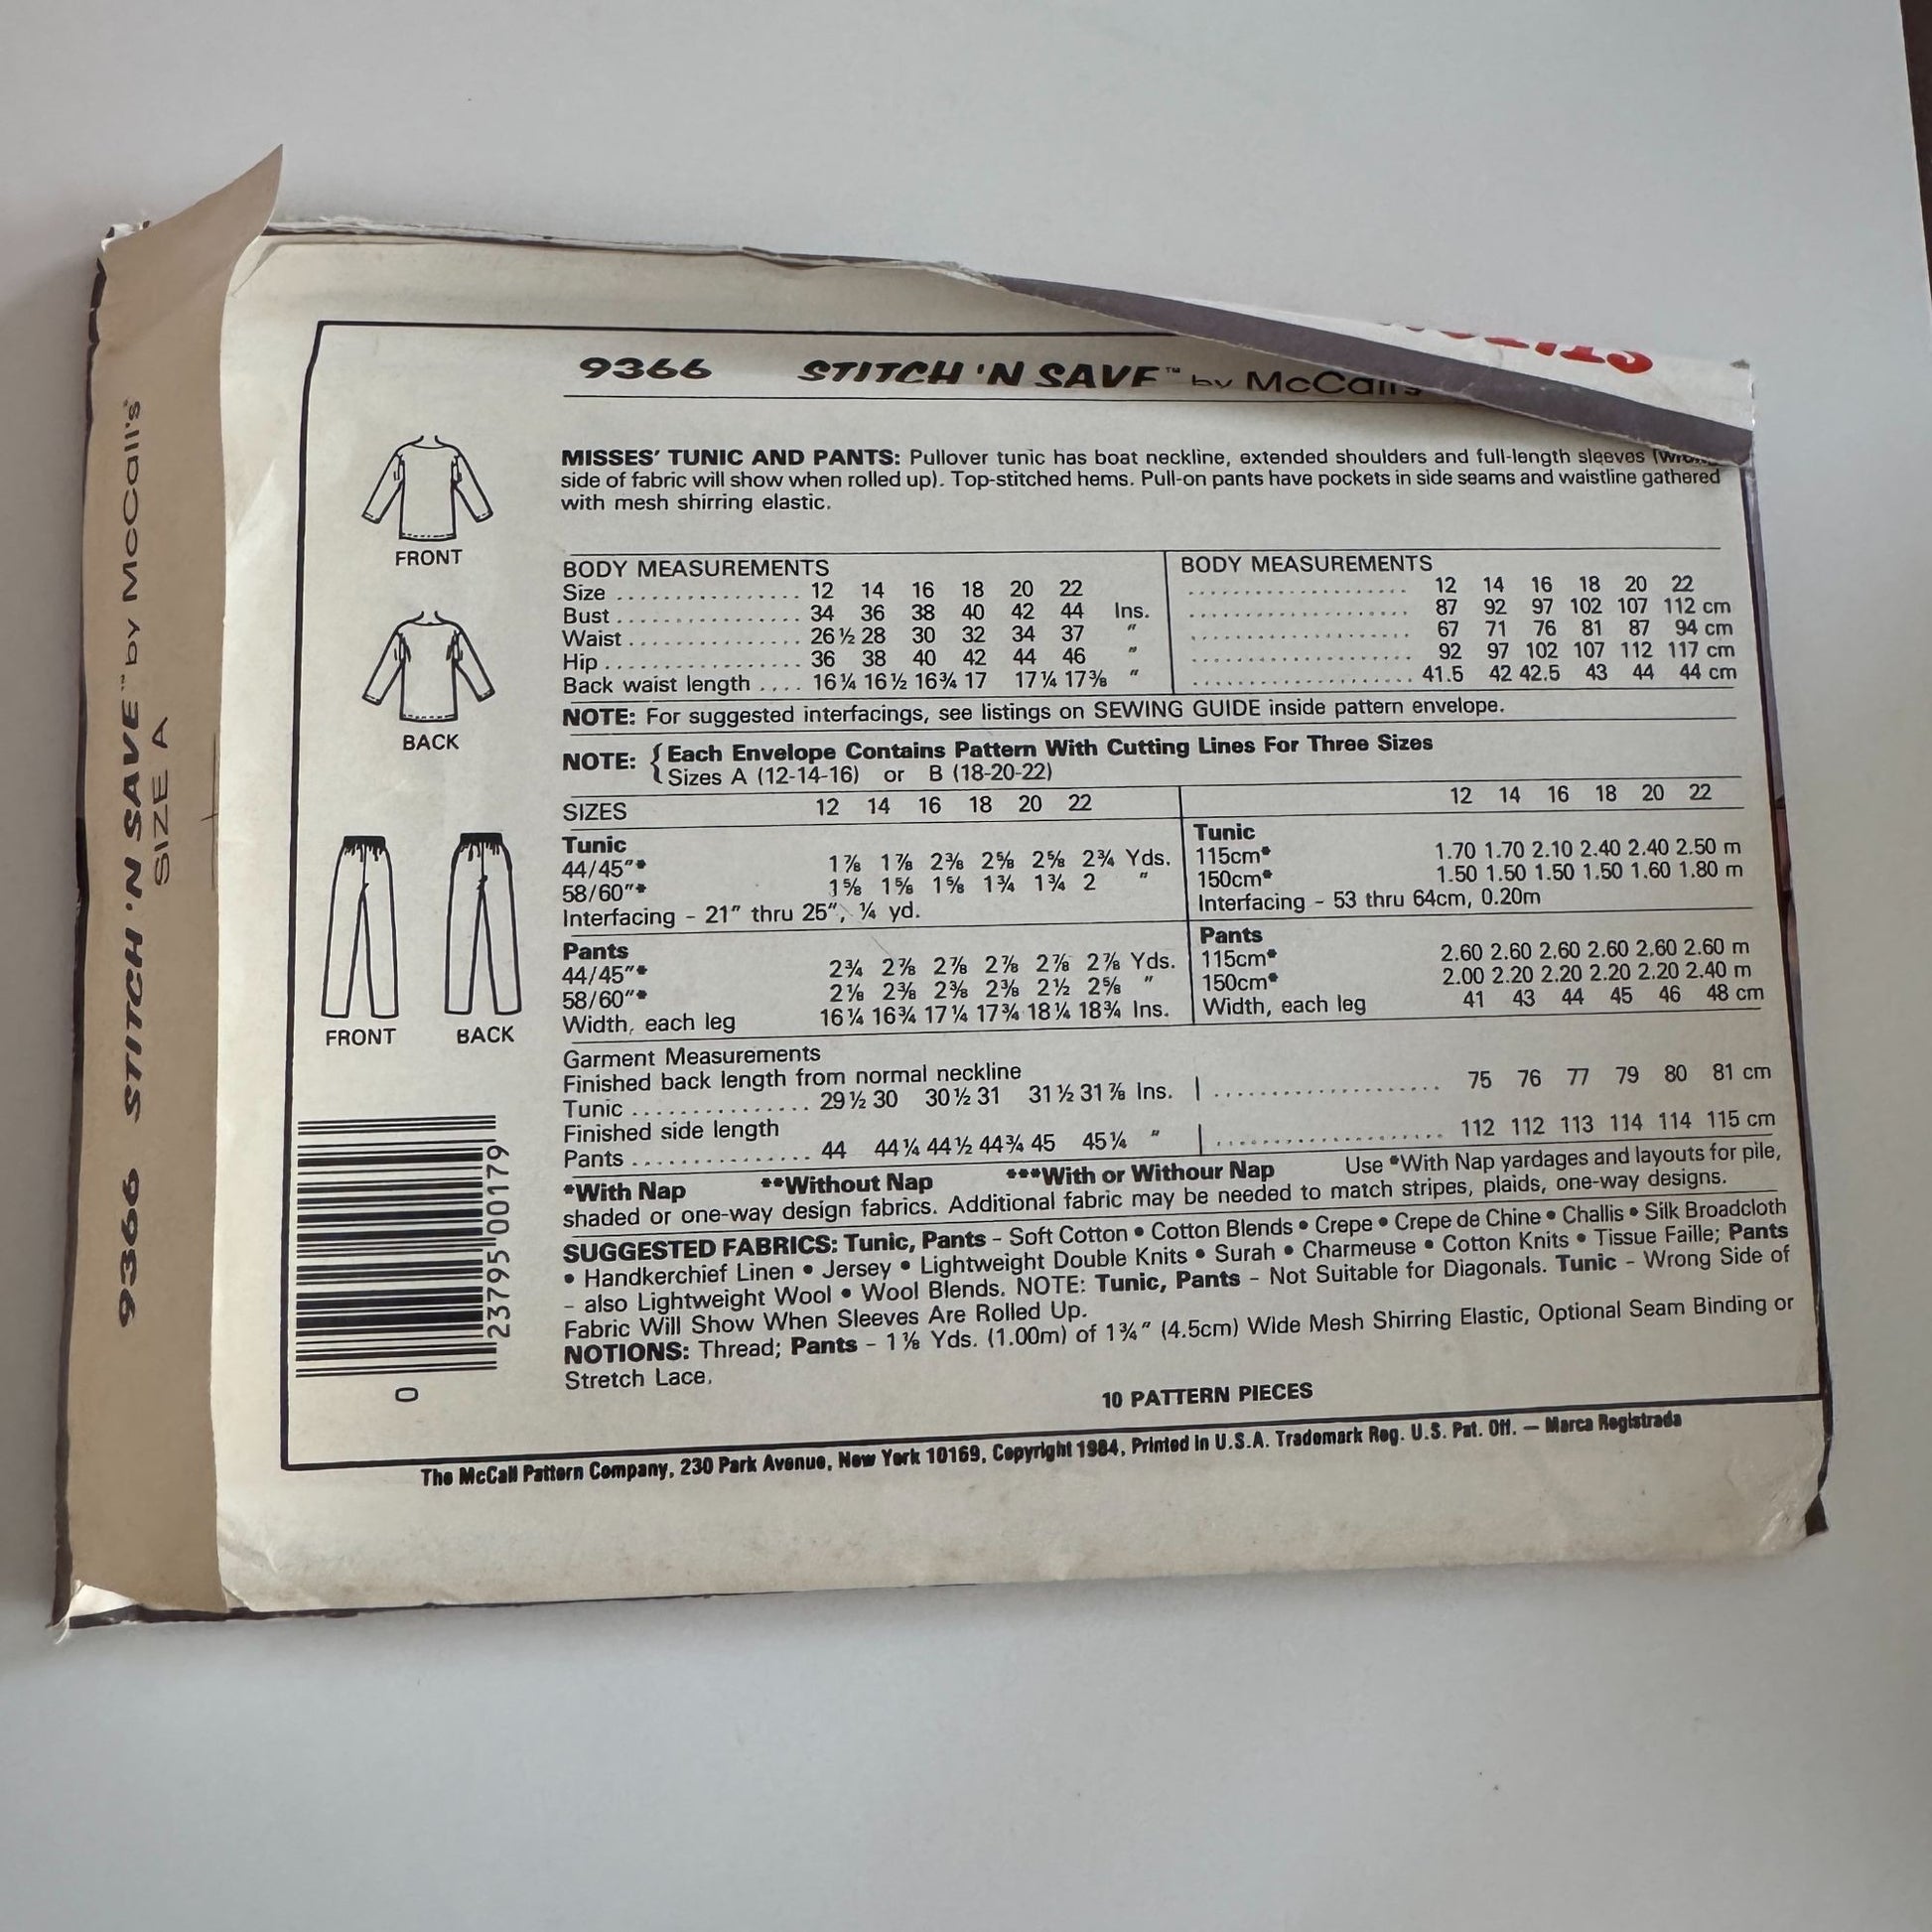 9366 STITCH 'N SAVE™ by McCall's
SIZE A
9366 STITCH 'N SAVE™ by McCall's
MISSES' TUNIC AND PANTS: Pullover tunic has boat neckline, extended shoulders and full-length sleeves (wrong
side of fabric will show when rolled up). Top-stitched hems. Pull-on pants have pockets in side seams and waistline gathered
with mesh shirring elastic.
FRONT
BACK
FRONT BACK
BODY MEASUREMENTS BODY MEASUREMENTS
Size ................ 12 14 16 18 20 22 ..................... 12 14 16 18 20 22
Bust ................ 34 36 38 40 42 44 Ins. ..................... 87 92 97 102 107 112 cm
Waist ............... 26½ 28 30 32 34 37 " ..................... 67 71 76 81 87 94 cm
Hip ................. 36 38 40 42 44 46 " ..................... 92 97 102 107 112 117 cm
Back waist length .... 16¼ 16½ 16¾ 17 17¼ 17⅜ " ..................... 41.5 42 42.5 43 44 44 cm
NOTE: For suggested interfacings, see listings on SEWING GUIDE inside pattern envelope.
NOTE: { Each Envelope Contains Pattern With Cutting Lines For Three Sizes
Sizes A (12-14-16) or B (18-20-22)
SIZES 12 14 16 18 20 22 12 14 16 18 20 22
Tunic Tunic
44/45"* 1⅞ 1⅞ 2⅜ 2⅝ 2⅝ 2¾ Yds. 115cm* 1.70 1.70 2.10 2.40 2.40 2.50 m
58/60"* 1⅝ 1⅝ 1⅝ 1¾ 1¾ 2 " 150cm* 1.50 1.50 1.50 1.50 1.60 1.80 m
Interfacing - 21" thru 25", ¼ yd. Interfacing - 53 thru 64cm, 0.20m
Pants Pants
44/45"* 2¾ 2⅞ 2⅞ 2⅞ 2⅞ 2⅞ Yds. 115cm* 2.60 2.60 2.60 2.60 2.60 2.60 m
58/60"* 2⅛ 2⅜ 2⅜ 2⅜ 2½ 2⅝ " 150cm* 2.00 2.20 2.20 2.20 2.20 2.40 m
Width, each leg 16¼ 16¾ 17¼ 17¾ 18¼ 18¾ Ins. Width, each leg 41 43 44 45 46 48 cm
Garment Measurements
Finished back length from normal neckline
Tunic ............... 29½ 30 30½ 31 31½ 31⅞ Ins. ................... 75 76 77 79 80 81 cm
Finished side length
Pants ............... 44 44¼ 44½ 44¾ 45 45¼ " ................... 112 112 113 114 114 115 cm
*With Nap **Without Nap ***With or Withour Nap Use *With Nap yardages and layouts for pile,
shaded or one-way design fabrics. Additional fabric may be needed to match stripes, plaids, one-way designs.
SUGGESTED FABRICS: Tunic, Pants - Soft Cotton • Cotton Blends • Crepe • Crepe de Chine • Challis • Silk Broadcloth
• Handkerchief Linen • Jersey • Lightweight Double Knits • Surah • Charmeuse • Cotton Knits • Tissue Faille; Pants
- also Lightweight Wool • Wool Blends. NOTE: Tunic, Pants - Not Suitable for Diagonals. Tunic - Wrong Side of
Fabric Will Show When Sleeves Are Rolled Up.
NOTIONS: Thread; Pants - 1⅛ Yds. (1.00m) of 1¾" (4.5cm) Wide Mesh Shirring Elastic, Optional Seam Binding or
Stretch Lace.
10 PATTERN PIECES
23795 00179
0
The McCall Pattern Company, 230 Park Avenue, New York 10169, Copyright 1984, Printed in U.S.A. Trademark Reg. U.S. Pat. Off. — Marca Registrada